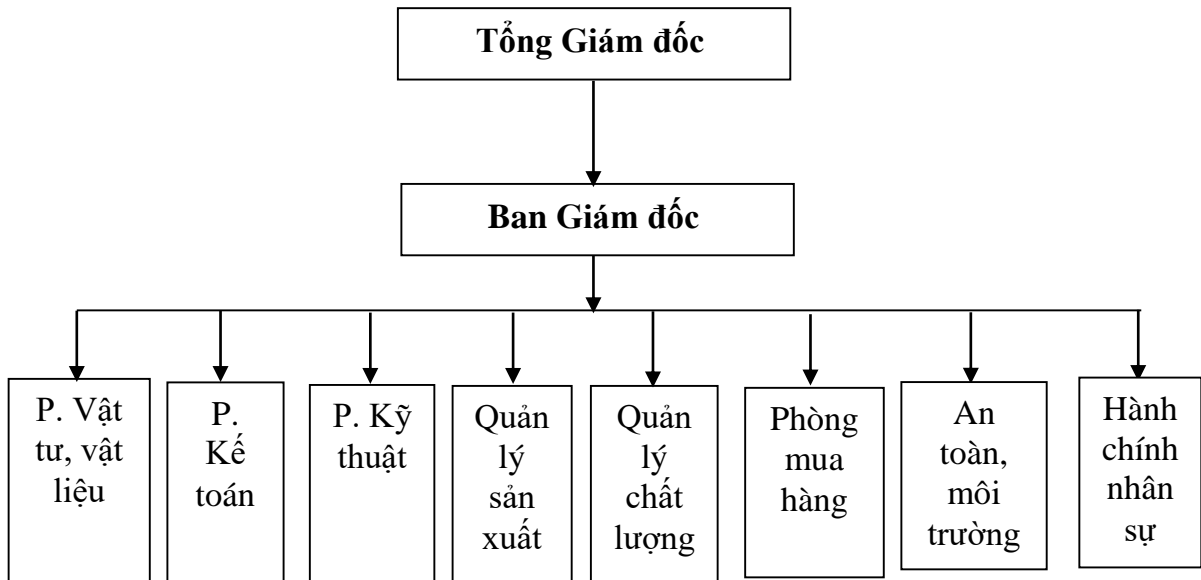 Tổng Giám đốc
Ban Giám đốc
P. Vật
tư, vật
liệu
P.
Kế
toán
P. Kỹ
thuật
Quản
lý
sản
xuất
Quản
lý
chất
lượng
Phòng
mua
hàng
An
toàn,
môi
trường
Hành
chính
nhân
sự